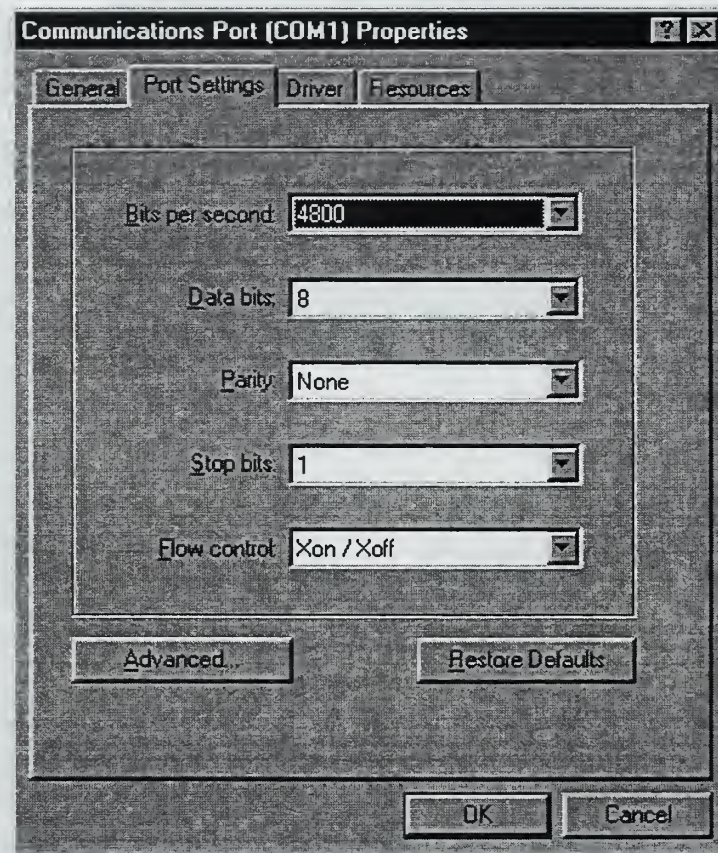 Communications Port (COM1) Properties
General Port Settings Driver Resources
Bits per second: 4800
Data bits: 8
Parity: None
Stop bits: 1
Flow control: Xon / Xoff
Advanced... Restore Defaults
OK Cancel